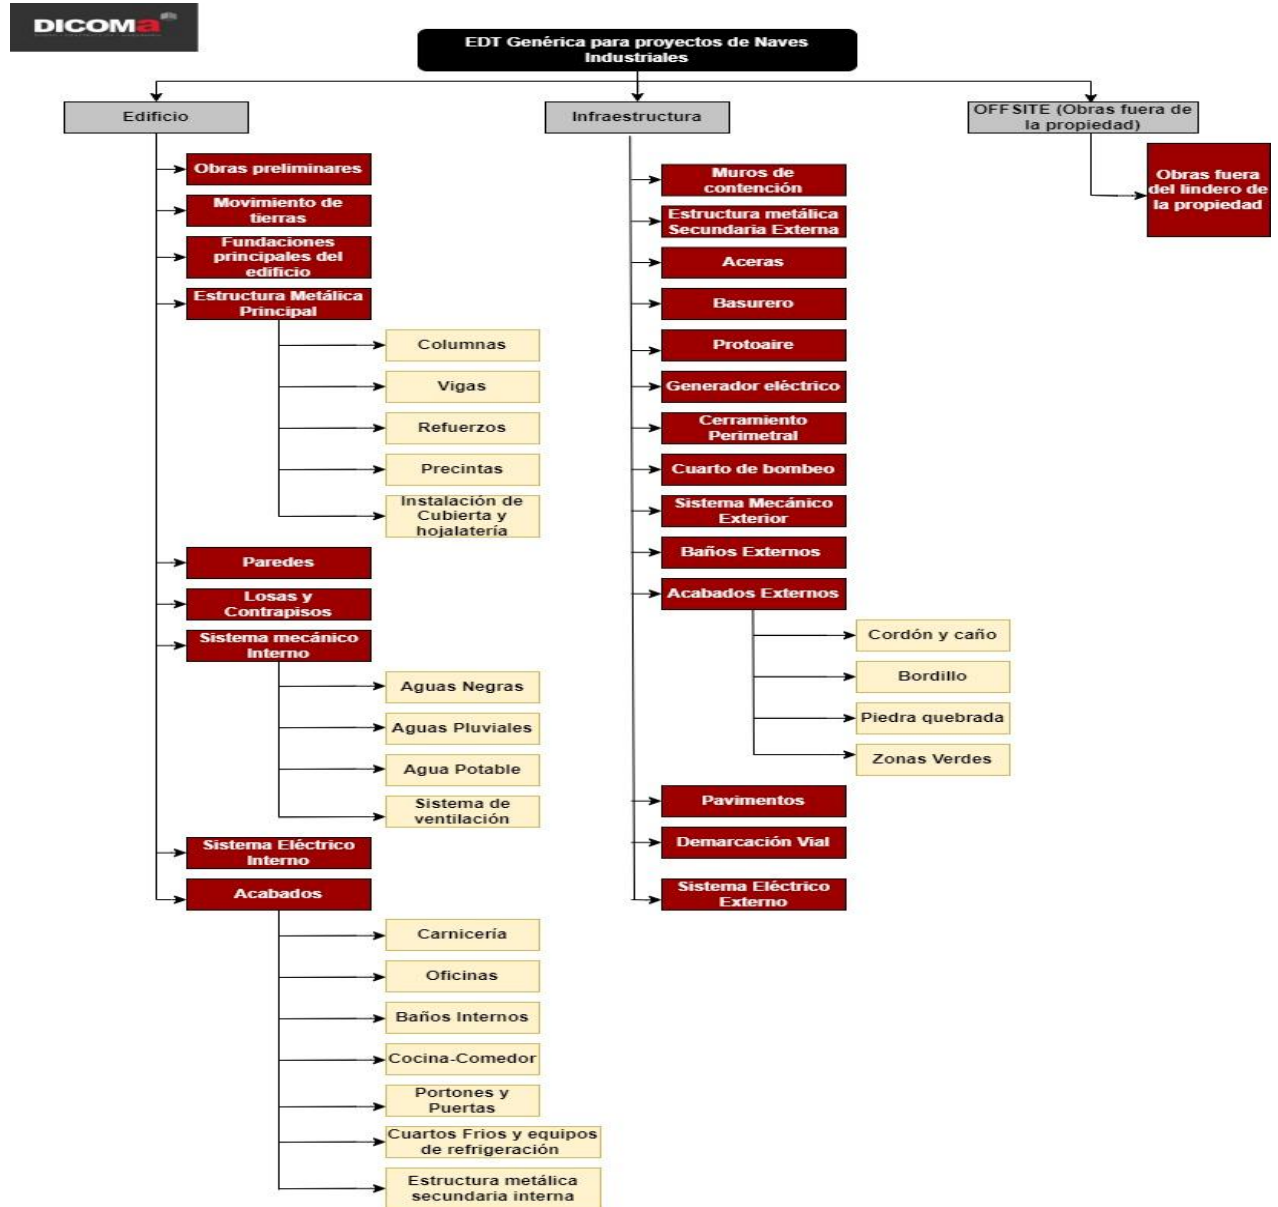 DICOMa
EDT Genérica para proyectos de Naves
Industriales
Edificio
Infraestructura
OFFSITE (Obras fuera de
la propiedad)
Obras preliminares
Movimiento de
tierras
Fundaciones
principales del
edificio
Estructura Metálica
Principal
Columnas
Vigas
Refuerzos
Precintas
Instalación de
Cubierta y
hojalatería
Paredes
Losas y
Contrapisos
Sistema mecánico
Interno
Aguas Negras
Aguas Pluviales
Agua Potable
Sistema de
ventilación
Sistema Eléctrico
Interno
Acabados
Carnicería
Oficinas
Baños Internos
Cocina-Comedor
Portones y
Puertas
Cuartos Frios y equipos
de refrigeración
Estructura metálica
secundaria interna
Muros de
contención
Estructura metálica
Secundaria Externa
Aceras
Basurero
Protoaire
Generador eléctrico
Cerramiento
Perimetral
Cuarto de bombeo
Sistema Mecánico
Exterior
Baños Externos
Acabados Externos
Cordón y caño
Bordillo
Piedra quebrada
Zonas Verdes
Pavimentos
Demarcación Vial
Sistema Eléctrico
Externo
Obras fuera
del lindero de
la propiedad